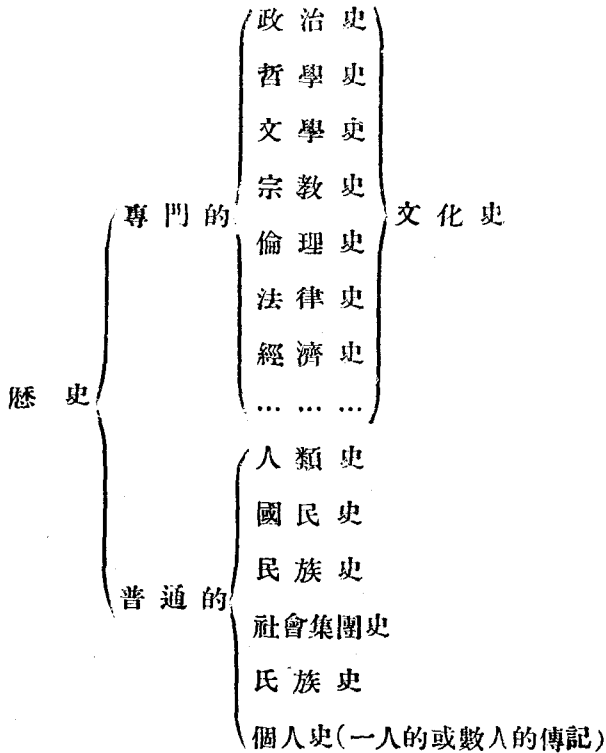 政治史
哲學史
文學史
宗教史
專門的
文化史
倫理史
法律史
經濟史
歷史
… … …
人類史
國民史
民族史
普通的
社會集團史
氏族史
個人史(一人的或數人的傳記)